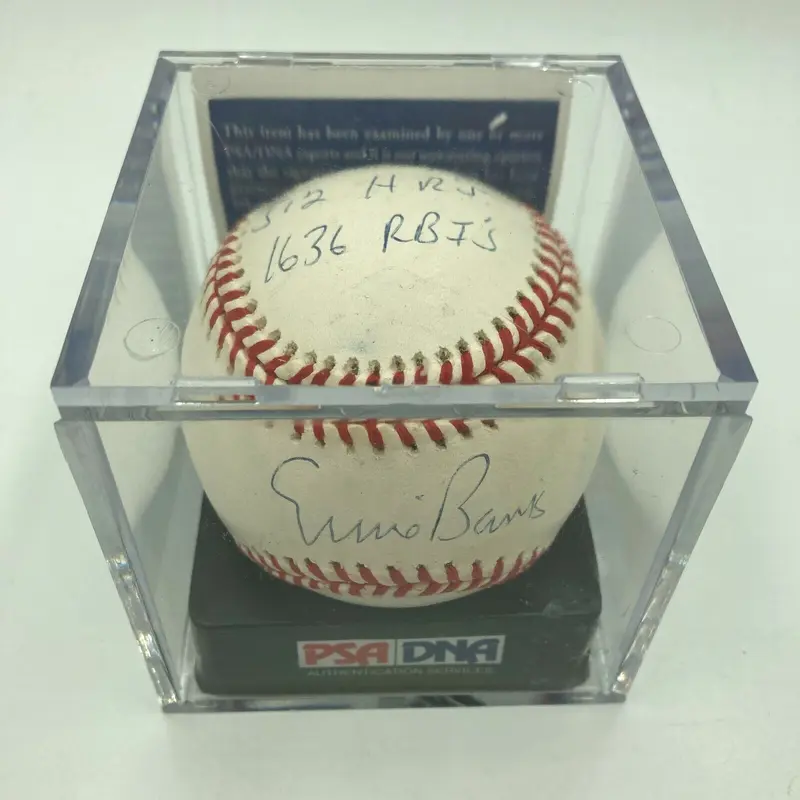 This item has been examined by one or more
PSA/DNA
512 HRs.
1636 RBI's
Ernie Banks
PSA DNA
AUTHENTICATION SERVICES